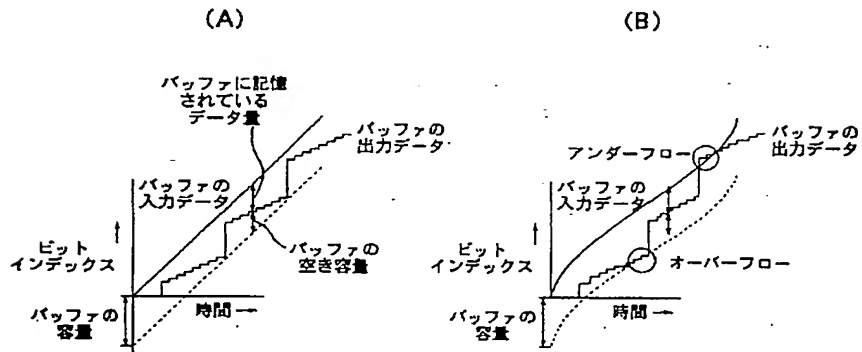 (A)
バッファに記憶
されている
データ量
バッファの
出力データ
バッファの
入力データ
ビット
インデックス
バッファの
空き容量
時間
バッファの
容量
(B)
アンダーフロー
バッファの
出力データ
バッファの
入力データ
ビット
インデックス
オーバーフロー
時間
バッファの
容量